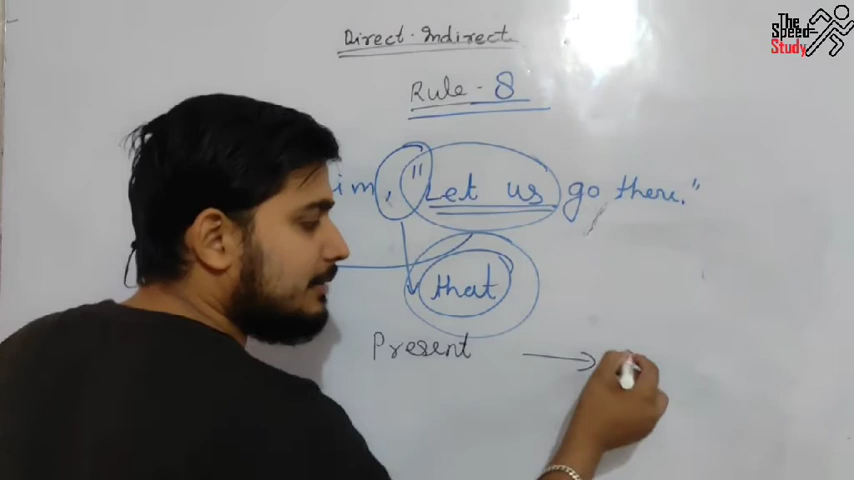 The Speed Study
Direct-Indirect
Rule - 8
im, "Let us go there."
that
Present →